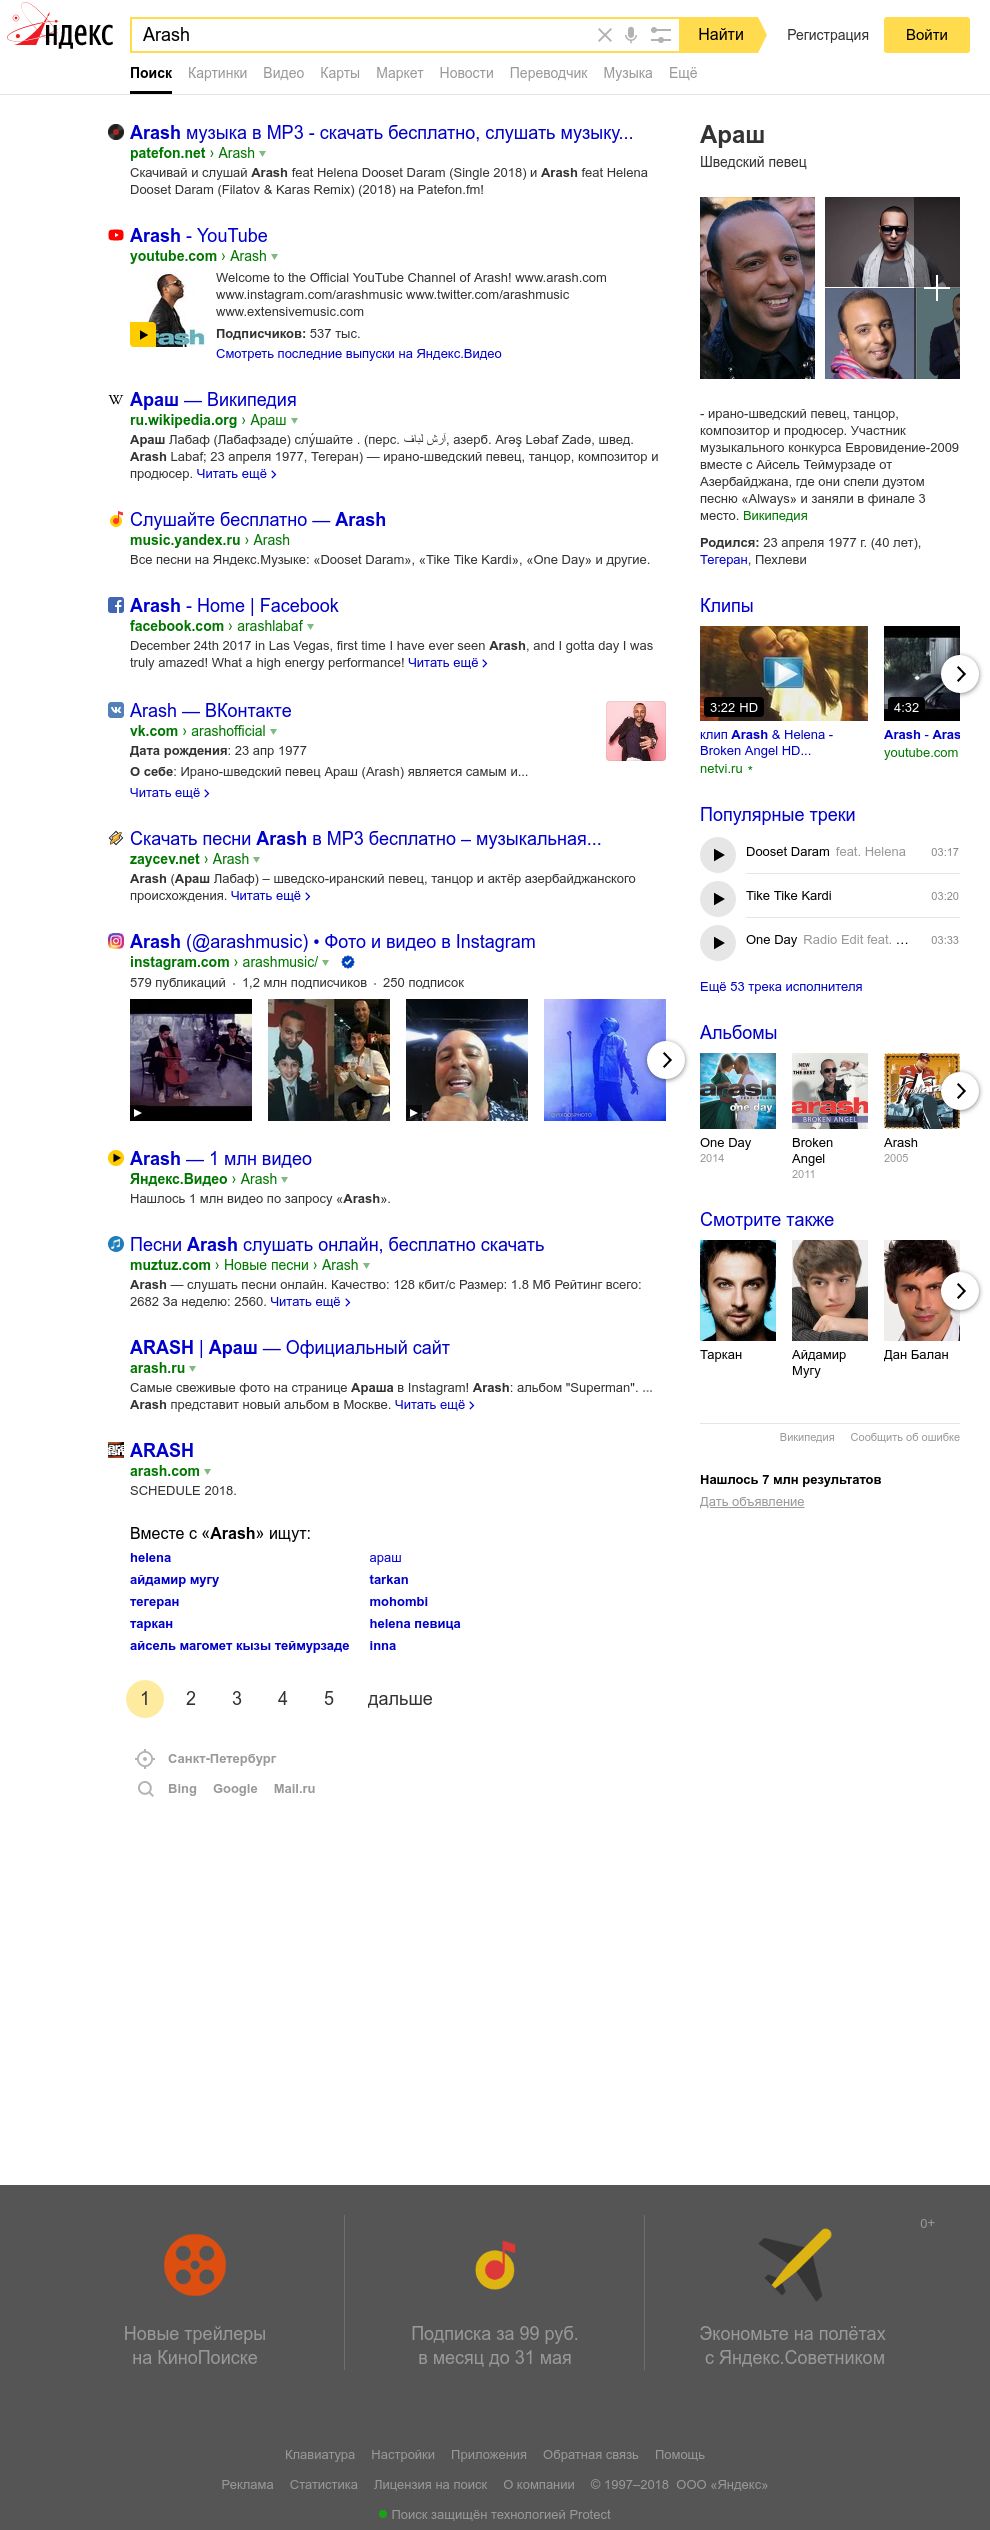 Яндекс
Arash
Найти
Регистрация
Войти
Поиск Картинки Видео Карты Маркет Новости Переводчик Музыка Ещё
Arash музыка в MP3 - скачать бесплатно, слушать музыку...
patefon.net › Arash
Скачивай и слушай Arash feat Helena Dooset Daram (Single 2018) и Arash feat Helena
Dooset Daram (Filatov & Karas Remix) (2018) на Patefon.fm!
Arash - YouTube
youtube.com › Arash
Welcome to the Official YouTube Channel of Arash! www.arash.com
www.instagram.com/arashmusic www.twitter.com/arashmusic
www.extensivemusic.com
Подписчиков: 537 тыс.
Смотреть последние выпуски на Яндекс.Видео
Араш — Википедия
ru.wikipedia.org › Араш
Араш Лабаф (Лабафзаде) слу́шайте . (перс. آرش لباف, азерб. Arəş Ləbaf Zadə, швед.
Arash Labaf; 23 апреля 1977, Тегеран) — ирано-шведский певец, танцор, композитор и
продюсер. Читать ещё ›
Слушайте бесплатно — Arash
music.yandex.ru › Arash
Все песни на Яндекс.Музыке: «Dooset Daram», «Tike Tike Kardi», «One Day» и другие.
Arash - Home | Facebook
facebook.com › arashlabaf
December 24th 2017 in Las Vegas, first time I have ever seen Arash, and I gotta day I was
truly amazed! What a high energy performance! Читать ещё ›
Arash — ВКонтакте
vk.com › arashofficial
Дата рождения: 23 апр 1977
О себе: Ирано-шведский певец Араш (Arash) является самым и...
Читать ещё ›
Скачать песни Arash в MP3 бесплатно – музыкальная...
zaycev.net › Arash
Arash (Араш Лабаф) – шведско-иранский певец, танцор и актёр азербайджанского
происхождения. Читать ещё ›
Arash (@arashmusic) • Фото и видео в Instagram
instagram.com › arashmusic/
579 публикаций · 1,2 млн подписчиков · 250 подписок
Arash — 1 млн видео
Яндекс.Видео › Arash
Нашлось 1 млн видео по запросу «Arash».
Песни Arash слушать онлайн, бесплатно скачать
muztuz.com › Новые песни › Arash
Arash — слушать песни онлайн. Качество: 128 кбит/с Размер: 1.8 Мб Рейтинг всего:
2682 За неделю: 2560. Читать ещё ›
ARASH | Араш — Официальный сайт
arash.ru
Самые свеживые фото на странице Араша в Instagram! Arash: альбом "Superman". ...
Arash представит новый альбом в Москве. Читать ещё ›
ARASH
arash.com
SCHEDULE 2018.
Вместе с «Arash» ищут:
helena араш
айдамир мугу tarkan
тегеран mohombi
таркан helena певица
айсель магомет кызы теймурзаде inna
1 2 3 4 5 дальше
Санкт-Петербург
Bing Google Mail.ru
Араш
Шведский певец
- ирано-шведский певец, танцор,
композитор и продюсер. Участник
музыкального конкурса Евровидение-2009
вместе с Айсель Теймурзаде от
Азербайджана, где они спели дуэтом
песню «Always» и заняли в финале 3
место. Википедия
Родился: 23 апреля 1977 г. (40 лет),
Тегеран, Пехлеви
Клипы
3:22 HD
4:32
клип Arash & Helena -
Broken Angel HD...
netvi.ru
Arash - Aras
youtube.com
Популярные треки
Dooset Daram feat. Helena 03:17
Tike Tike Kardi 03:20
One Day Radio Edit feat. ... 03:33
Ещё 53 трека исполнителя
Альбомы
arash
one day
NEW
THE BEST
arash
BROKEN ANGEL
One Day
2014
Broken
Angel
2011
Arash
2005
Смотрите также
Таркан
Айдамир
Мугу
Дан Балан
Википедия Сообщить об ошибке
Нашлось 7 млн результатов
Дать объявление
0+
Новые трейлеры
на КиноПоиске
Подписка за 99 руб.
в месяц до 31 мая
Экономьте на полётах
с Яндекс.Советником
Клавиатура Настройки Приложения Обратная связь Помощь
Реклама Статистика Лицензия на поиск О компании © 1997–2018 ООО «Яндекс»
Поиск защищён технологией Protect